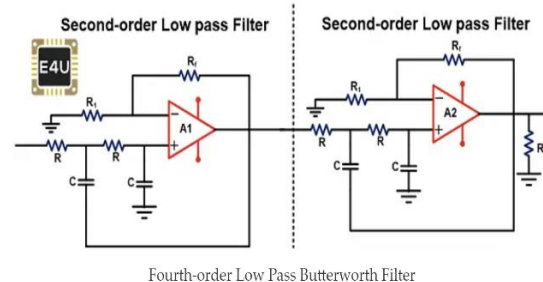 Second-order Low pass Filter
Second-order Low pass Filter
E4U
Rf
R1
A1
R
R
C
C
Rf
R1
A2
R
R
C
C
R
Fourth-order Low Pass Butterworth Filter